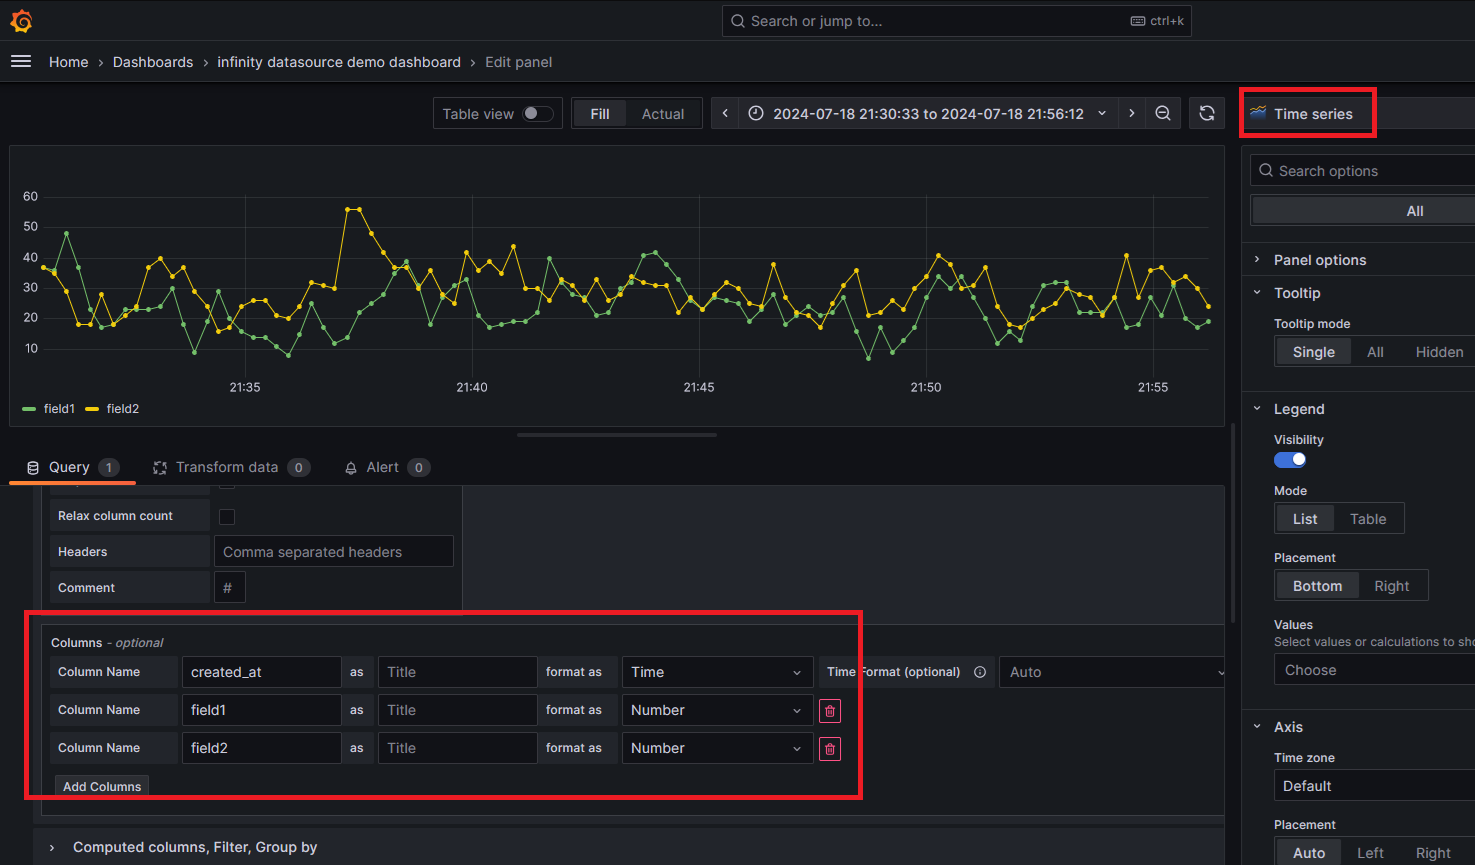 Search or jump to... ctrl+k
Home › Dashboards › infinity datasource demo dashboard › Edit panel
Table view Fill Actual 2024-07-18 21:30:33 to 2024-07-18 21:56:12
Time series
Search options
All
60
50
40
30
20
10
21:35 21:40 21:45 21:50 21:55
field1 field2
Panel options
Tooltip
Tooltip mode
Single All Hidden
Legend
Visibility
Mode
List Table
Placement
Bottom Right
Values
Select values or calculations to sho
Choose
Axis
Time zone
Default
Placement
Auto Left Right
Query 1 Transform data 0 Alert 0
Relax column count
Headers Comma separated headers
Comment #
Columns - optional
Column Name created_at as Title format as Time Time Format (optional) Auto
Column Name field1 as Title format as Number
Column Name field2 as Title format as Number
Add Columns
Computed columns, Filter, Group by